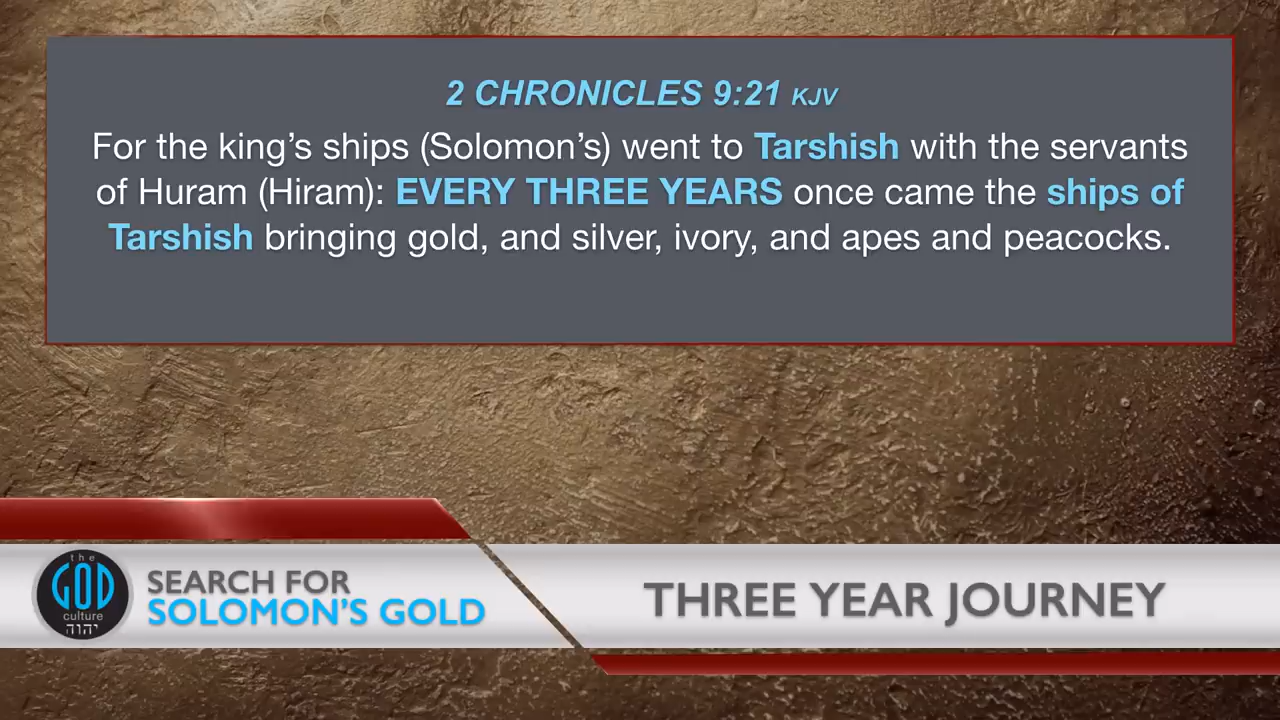 2 CHRONICLES 9:21 KJV
For the king’s ships (Solomon’s) went to Tarshish with the servants
of Huram (Hiram): EVERY THREE YEARS once came the ships of
Tarshish bringing gold, and silver, ivory, and apes and peacocks.
the
GOD
culture
יהוה
SEARCH FOR
SOLOMON’S GOLD
THREE YEAR JOURNEY